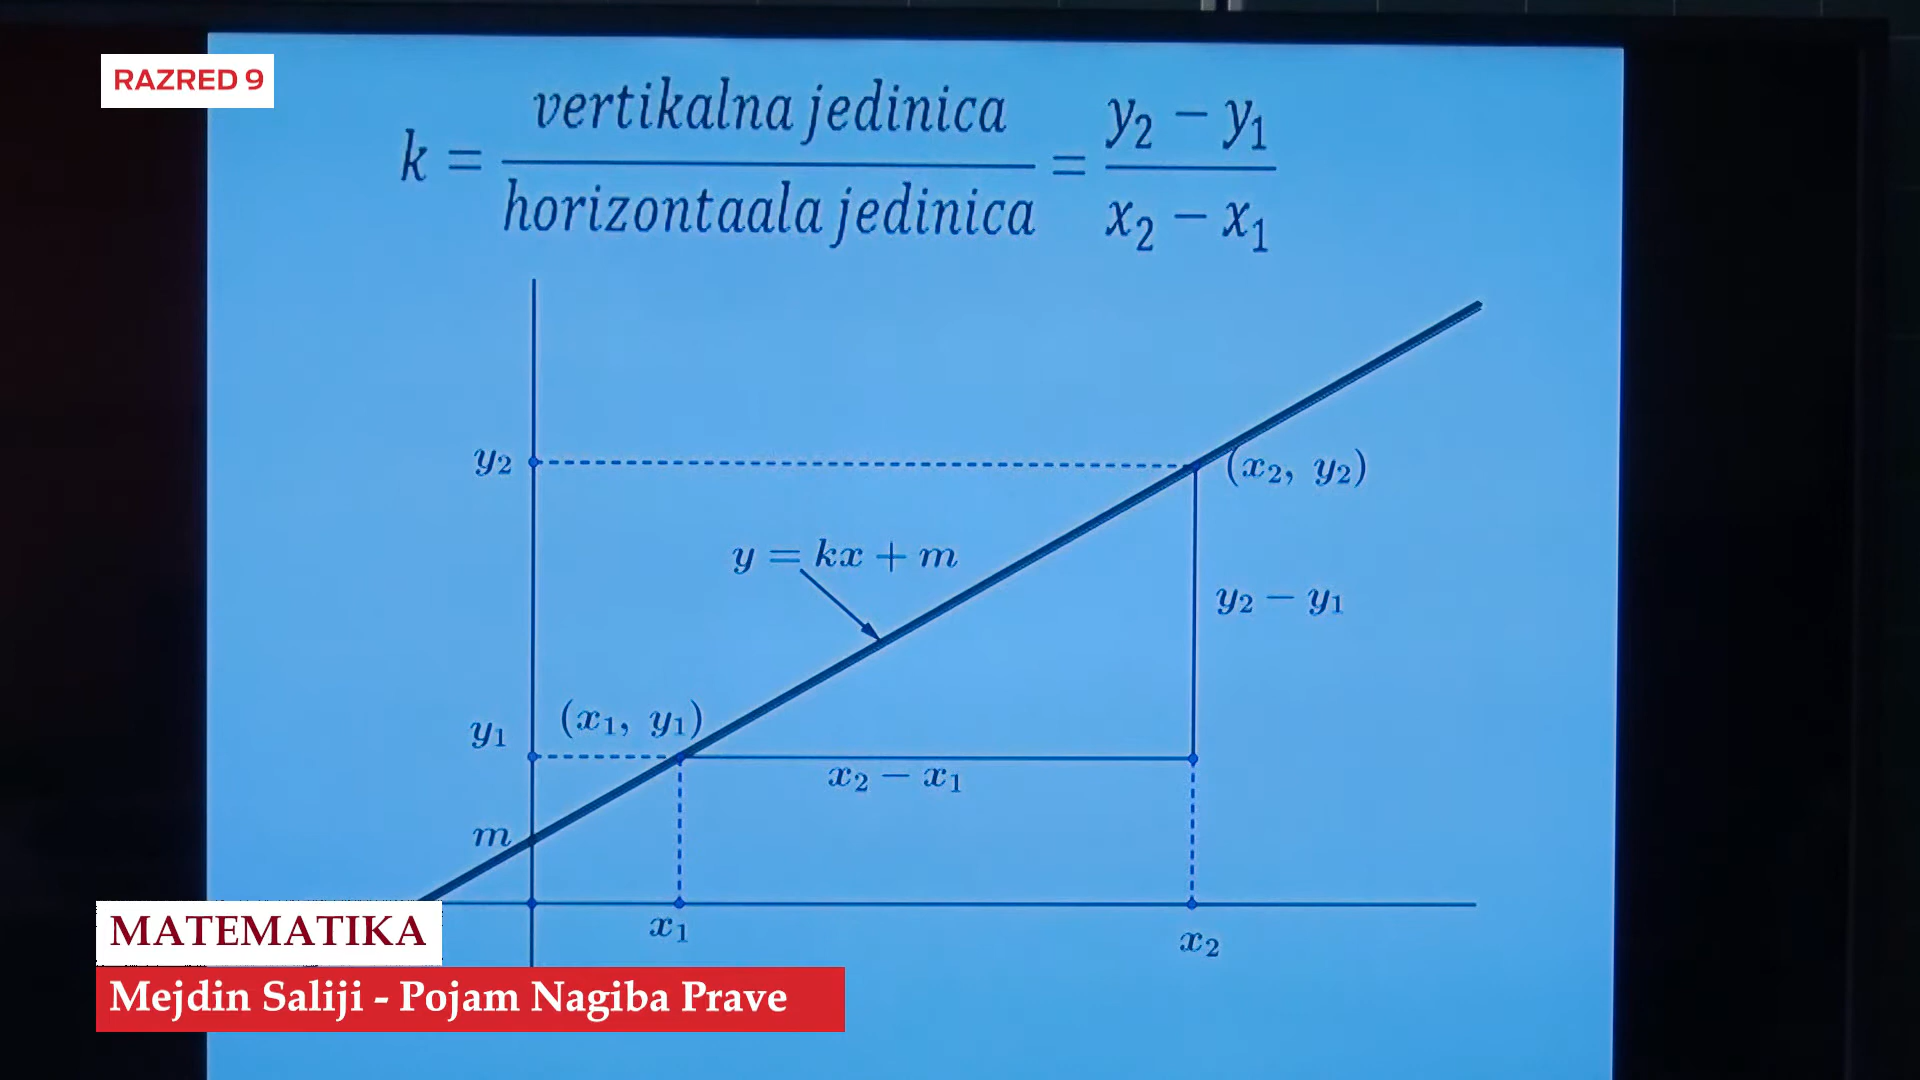 RAZRED 9
k = vertikalna jedinica / horizontaala jedinica = y₂ − y₁ / x₂ − x₁
y₂
(x₂, y₂)
y = kx + m
y₂ − y₁
(x₁, y₁)
y₁
x₂ − x₁
m
x₁
x₂
MATEMATIKA
Mejdin Saliji - Pojam Nagiba Prave